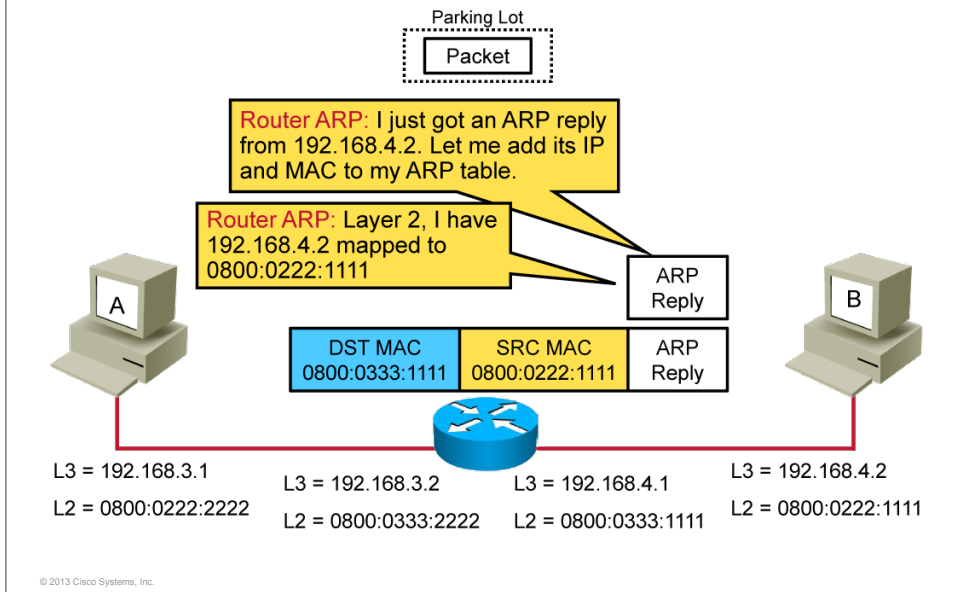 Parking Lot
Packet
Router ARP: I just got an ARP reply
from 192.168.4.2. Let me add its IP
and MAC to my ARP table.
Router ARP: Layer 2, I have
192.168.4.2 mapped to
0800:0222:1111
ARP
Reply
A
B
DST MAC
0800:0333:1111
SRC MAC
0800:0222:1111
ARP
Reply
L3 = 192.168.3.1
L2 = 0800:0222:2222
L3 = 192.168.3.2
L2 = 0800:0333:2222
L3 = 192.168.4.1
L2 = 0800:0333:1111
L3 = 192.168.4.2
L2 = 0800:0222:1111
© 2013 Cisco Systems, Inc.